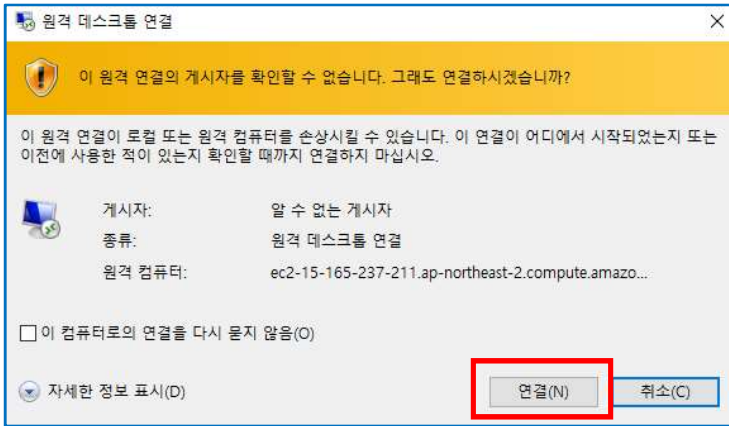 원격 데스크톱 연결
이 원격 연결의 게시자를 확인할 수 없습니다. 그래도 연결하시겠습니까?
이 원격 연결이 로컬 또는 원격 컴퓨터를 손상시킬 수 있습니다. 이 연결이 어디에서 시작되었는지 또는
이전에 사용한 적이 있는지 확인할 때까지 연결하지 마십시오.
게시자: 알 수 없는 게시자
종류: 원격 데스크톱 연결
원격 컴퓨터: ec2-15-165-237-211.ap-northeast-2.compute.amazo...
이 컴퓨터로의 연결을 다시 묻지 않음(O)
자세한 정보 표시(D) 연결(N) 취소(C)